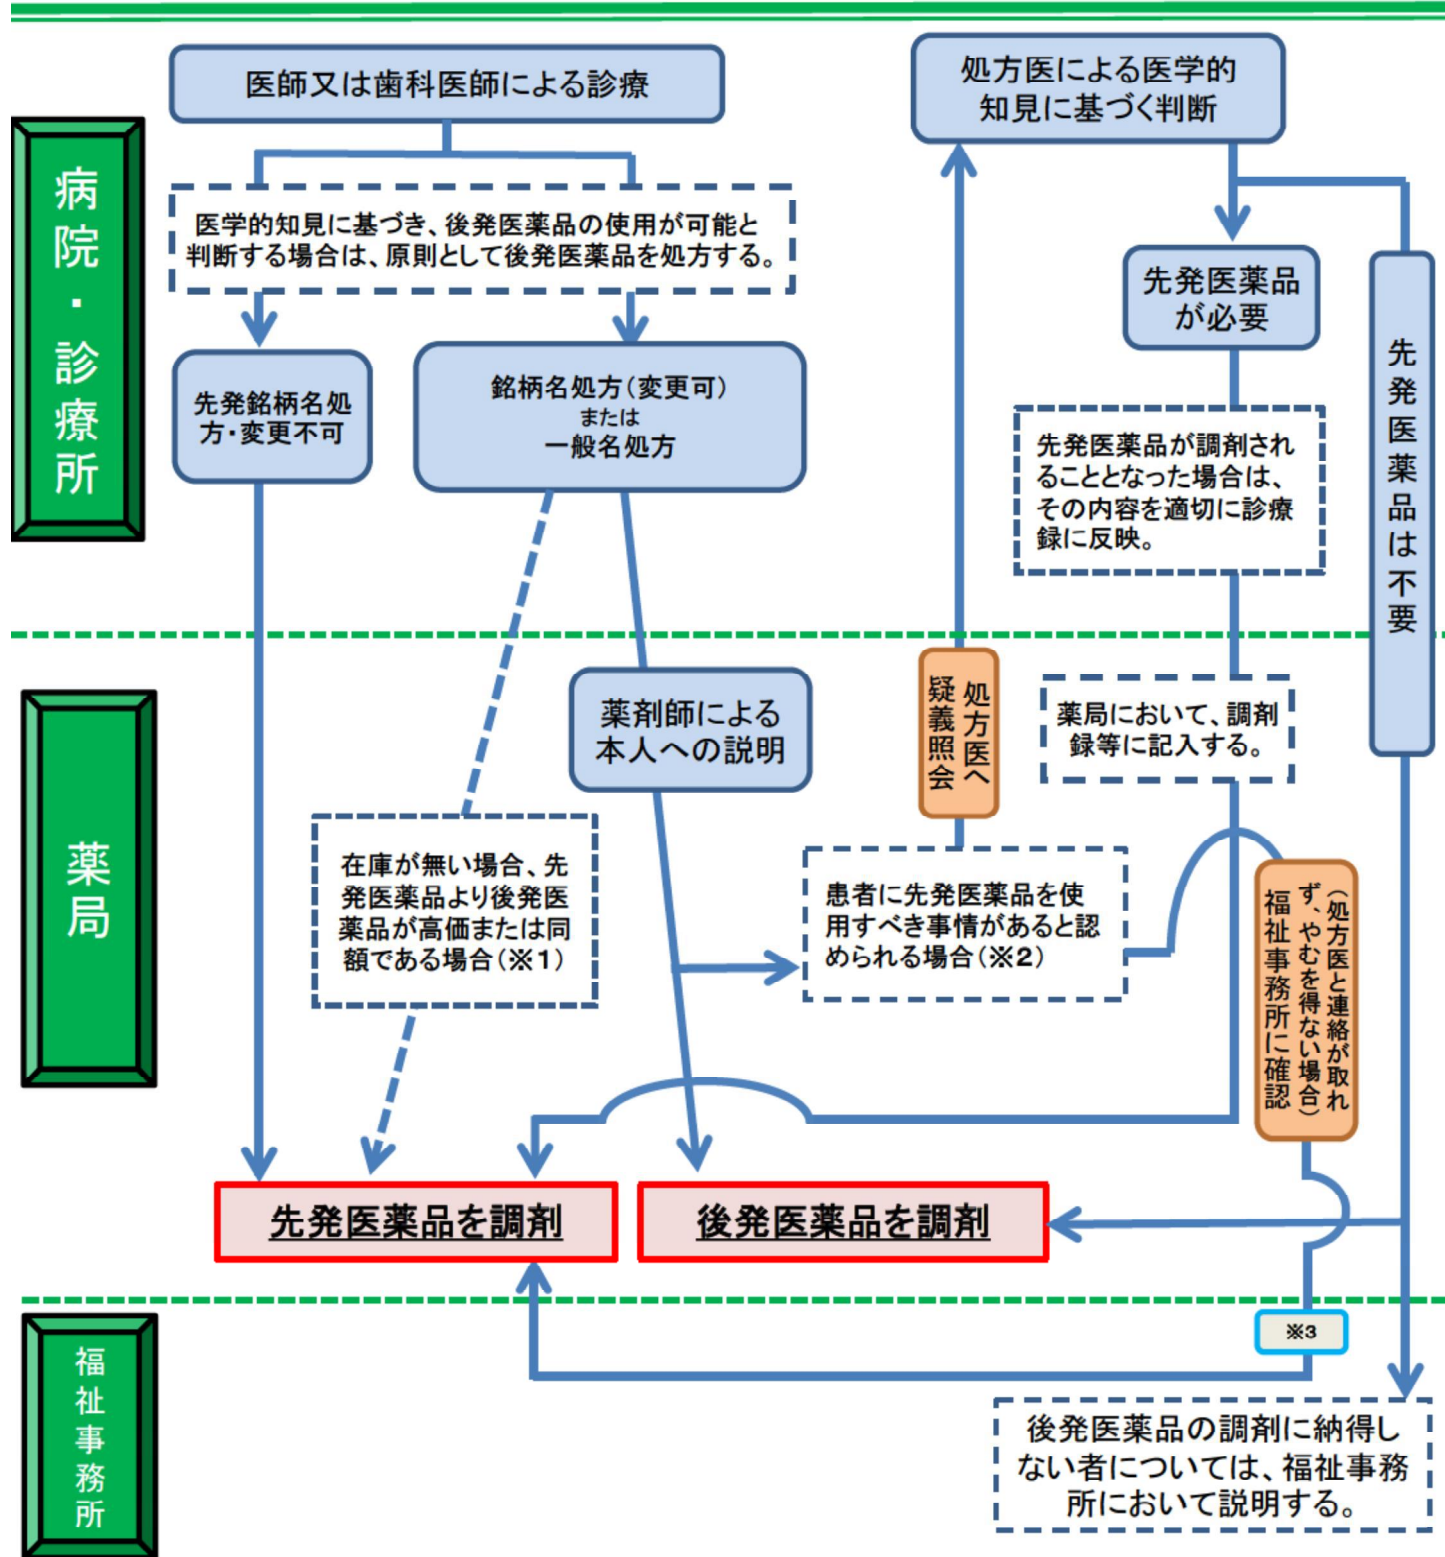 病院・診療所
医師又は歯科医師による診療
医学的知見に基づき、後発医薬品の使用が可能と
判断する場合は、原則として後発医薬品を処方する。
先発銘柄名処
方・変更不可
銘柄名処方(変更可)
または
一般名処方
処方医による医学的
知見に基づく判断
先発医薬品
が必要
先発医薬品が調剤され
ることとなった場合は、
その内容を適切に診療
録に反映。
先発医薬品は不要
薬局
薬剤師による
本人への説明
処方医へ
疑義照会
薬局において、調剤
録等に記入する。
在庫が無い場合、先
発医薬品より後発医
薬品が高価または同
額である場合(※1)
患者に先発医薬品を使
用すべき事情があると認
められる場合(※2)
(処方医と連絡が取れ
ず、やむを得ない場合)
福祉事務所に確認
先発医薬品を調剤
後発医薬品を調剤
福祉事務所
※3
後発医薬品の調剤に納得し
ない者については、福祉事務
所において説明する。